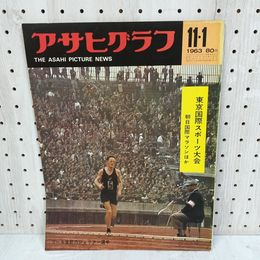 アサヒグラフ
THE ASAHI PICTURE NEWS
11・1
1963 80円
東京国際スポーツ大会
朝日国際マラソンほか